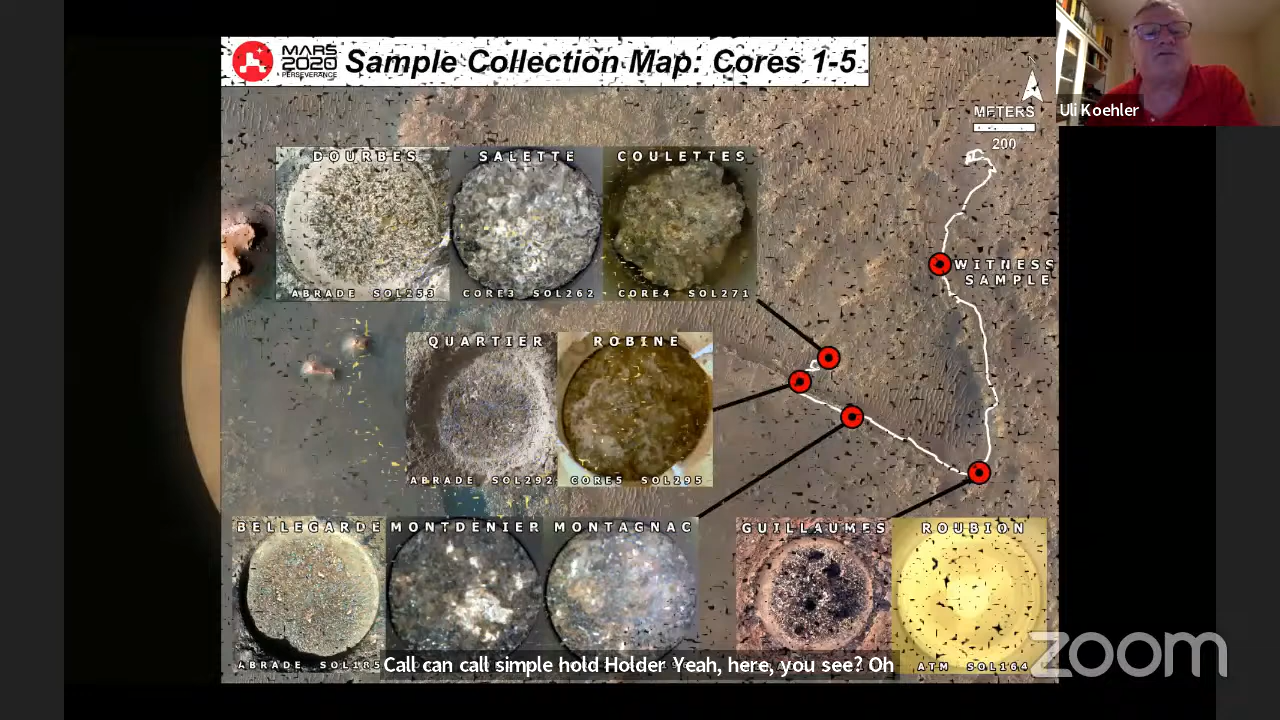 MARS
2020
PERSEVERANCE
Sample Collection Map: Cores 1-5
Uli Koehler
METERS
200
DOURBES
SALETTE
COULETTES
ABRADE SOL253
CORE3 SOL262
CORE4 SOL271
WITNESS
SAMPLE
QUARTIER
ROBINE
ABRADE SOL292
CORE5 SOL295
BELLEGARDE
MONTDENIER
MONTAGNAC
GUILLAUMES
ROUBION
ABRADE SOL185
ATM SOL164
Call can call simple hold Holder Yeah, here, you see? Oh
zoom